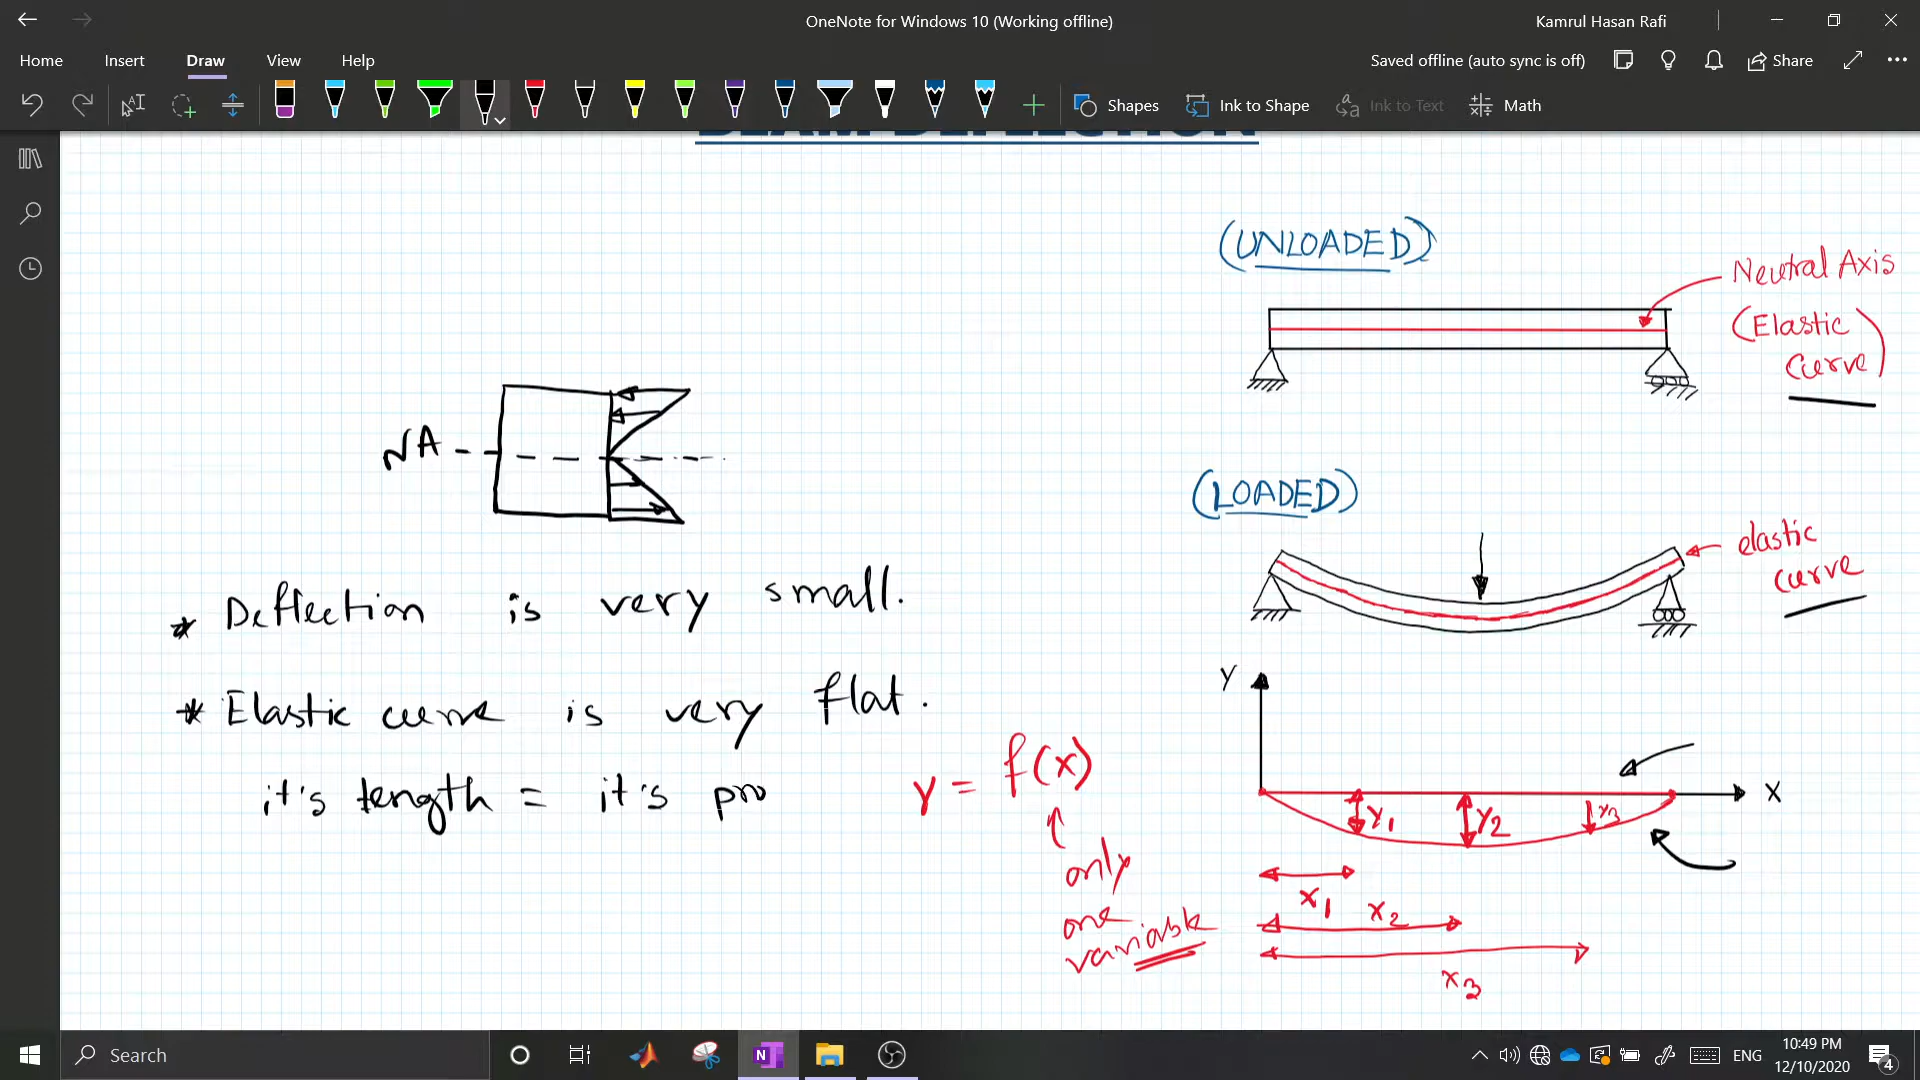 OneNote for Windows 10 (Working offline)
Kamrul Hasan Rafi
Home Insert Draw View Help
Saved offline (auto sync is off) Share
Shapes Ink to Shape Ink to Text Math
BEAM DEFLECTION
(UNLOADED)
Neutral Axis
(Elastic
curve)
NA
(LOADED)
elastic
curve
* Deflection is very small.
* Elastic curve is very flat.
it's length = it's pro
y = f(x)
only
one
variable
Y
X
Y1 Y2 Y3
x1
x2
x3
Search
N
ENG
10:49 PM
12/10/2020
4